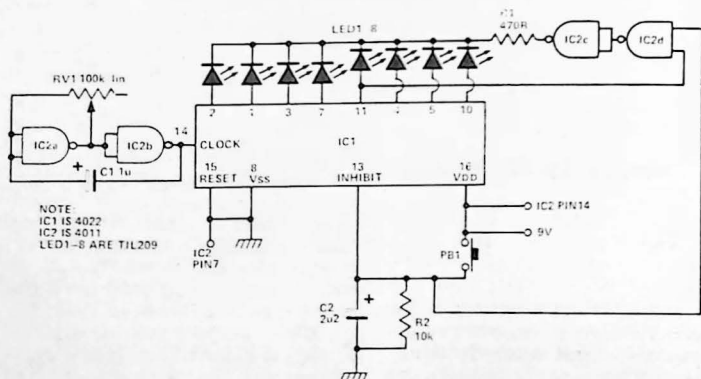 LED1-8
470R
IC2c
IC2d
RV1 100k lin
2
1
3
7
11
4
5
10
IC2a
IC2b
14
CLOCK
IC1
15
RESET
8
VSS
13
INHIBIT
16
VDD
+
C1 1u
NOTE:
IC1 IS 4022
IC2 IS 4011
LED1-8 ARE TIL209
IC2
PIN7
IC2 PIN14
9V
PB1
C2
2u2
+
R2
10k